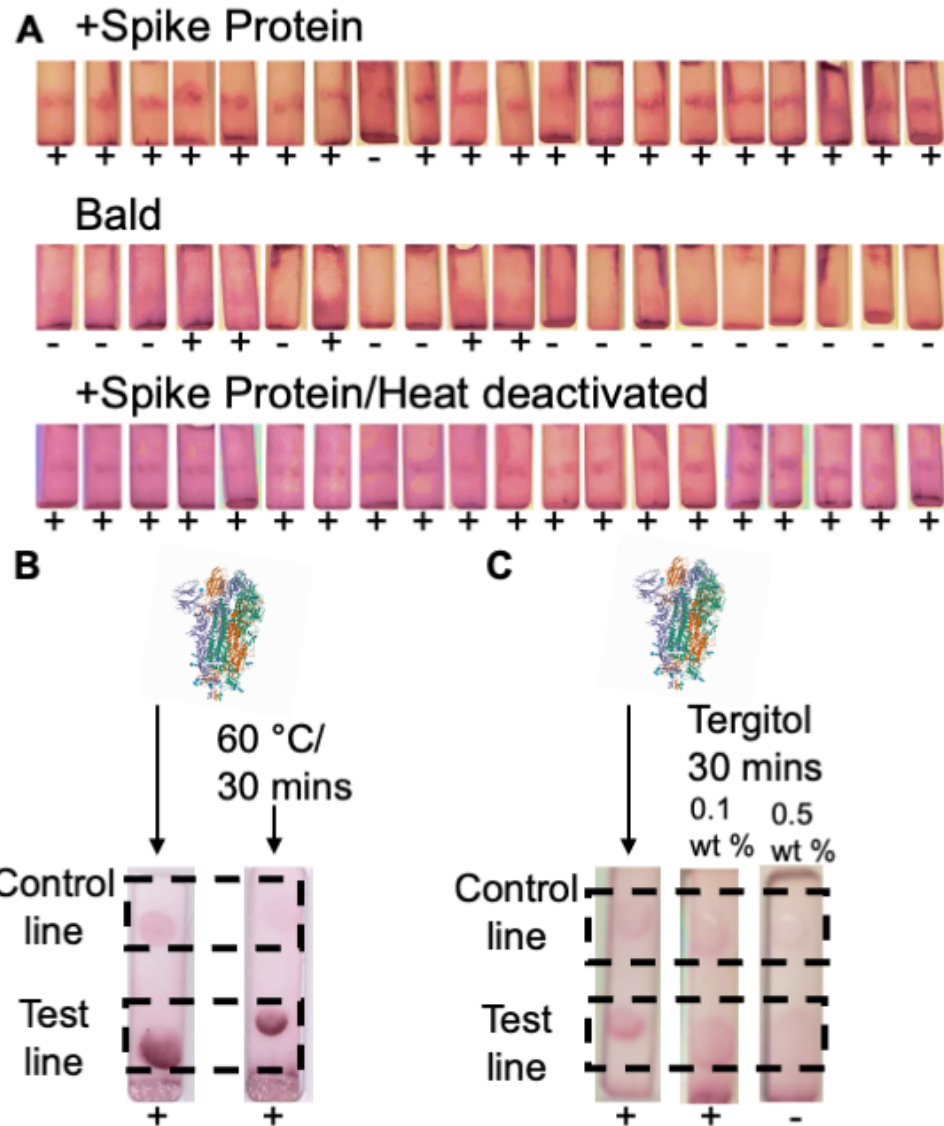 A +Spike Protein
+ + + + + + + - + + + + + + + + + + + +
Bald
- - - + + - + - - + + - - - - - - - - -
+Spike Protein/Heat deactivated
+ + + + + + + + + + + + + + + + + + + +
B
60 °C/
30 mins
Control
line
Test
line
+ +
C
Tergitol
30 mins
0.1
wt %
0.5
wt %
Control
line
Test
line
+ + -